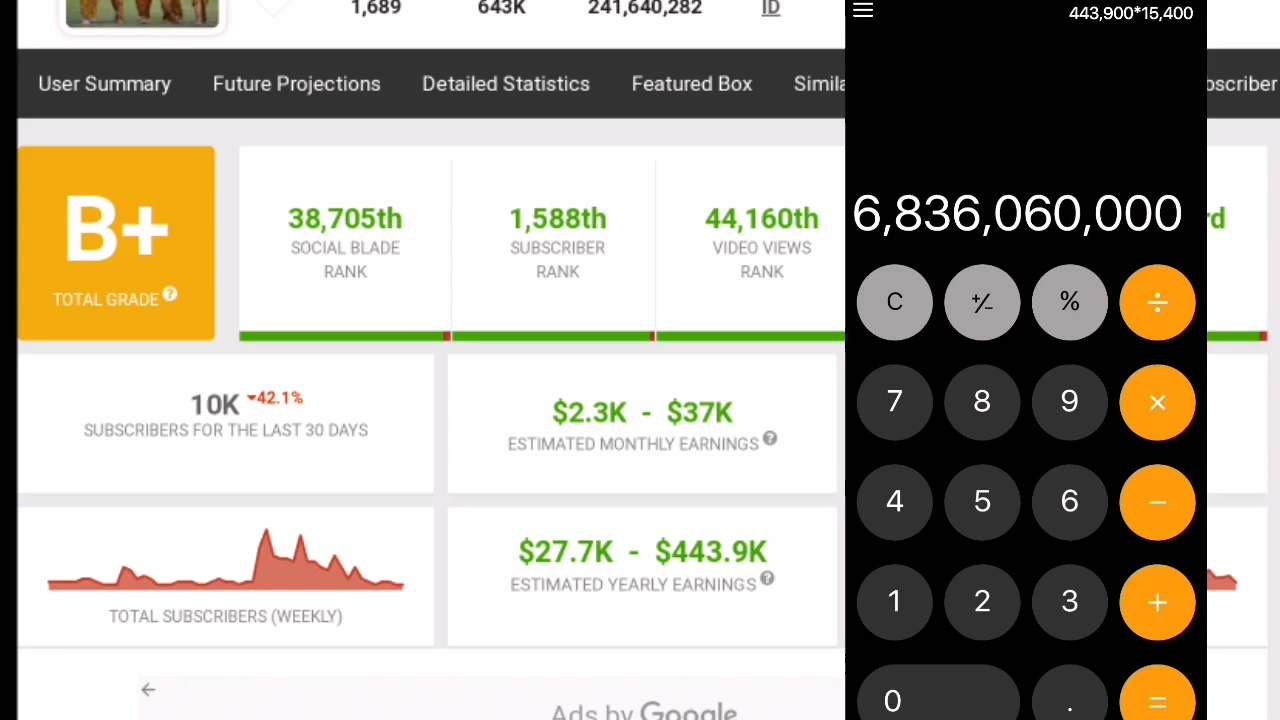 1,689
643K
241,640,282
ID
User Summary
Future Projections
Detailed Statistics
Featured Box
B+
TOTAL GRADE ?
38,705th
SOCIAL BLADE
RANK
1,588th
SUBSCRIBER
RANK
44,160th
VIDEO VIEWS
RANK
10K 42.1%
SUBSCRIBERS FOR THE LAST 30 DAYS
$2.3K - $37K
ESTIMATED MONTHLY EARNINGS ?
TOTAL SUBSCRIBERS (WEEKLY)
$27.7K - $443.9K
ESTIMATED YEARLY EARNINGS ?
Ads by Google
443,900*15,400
6,836,060,000
C +/− % ÷
7 8 9 ×
4 5 6 −
1 2 3 +
0 . =